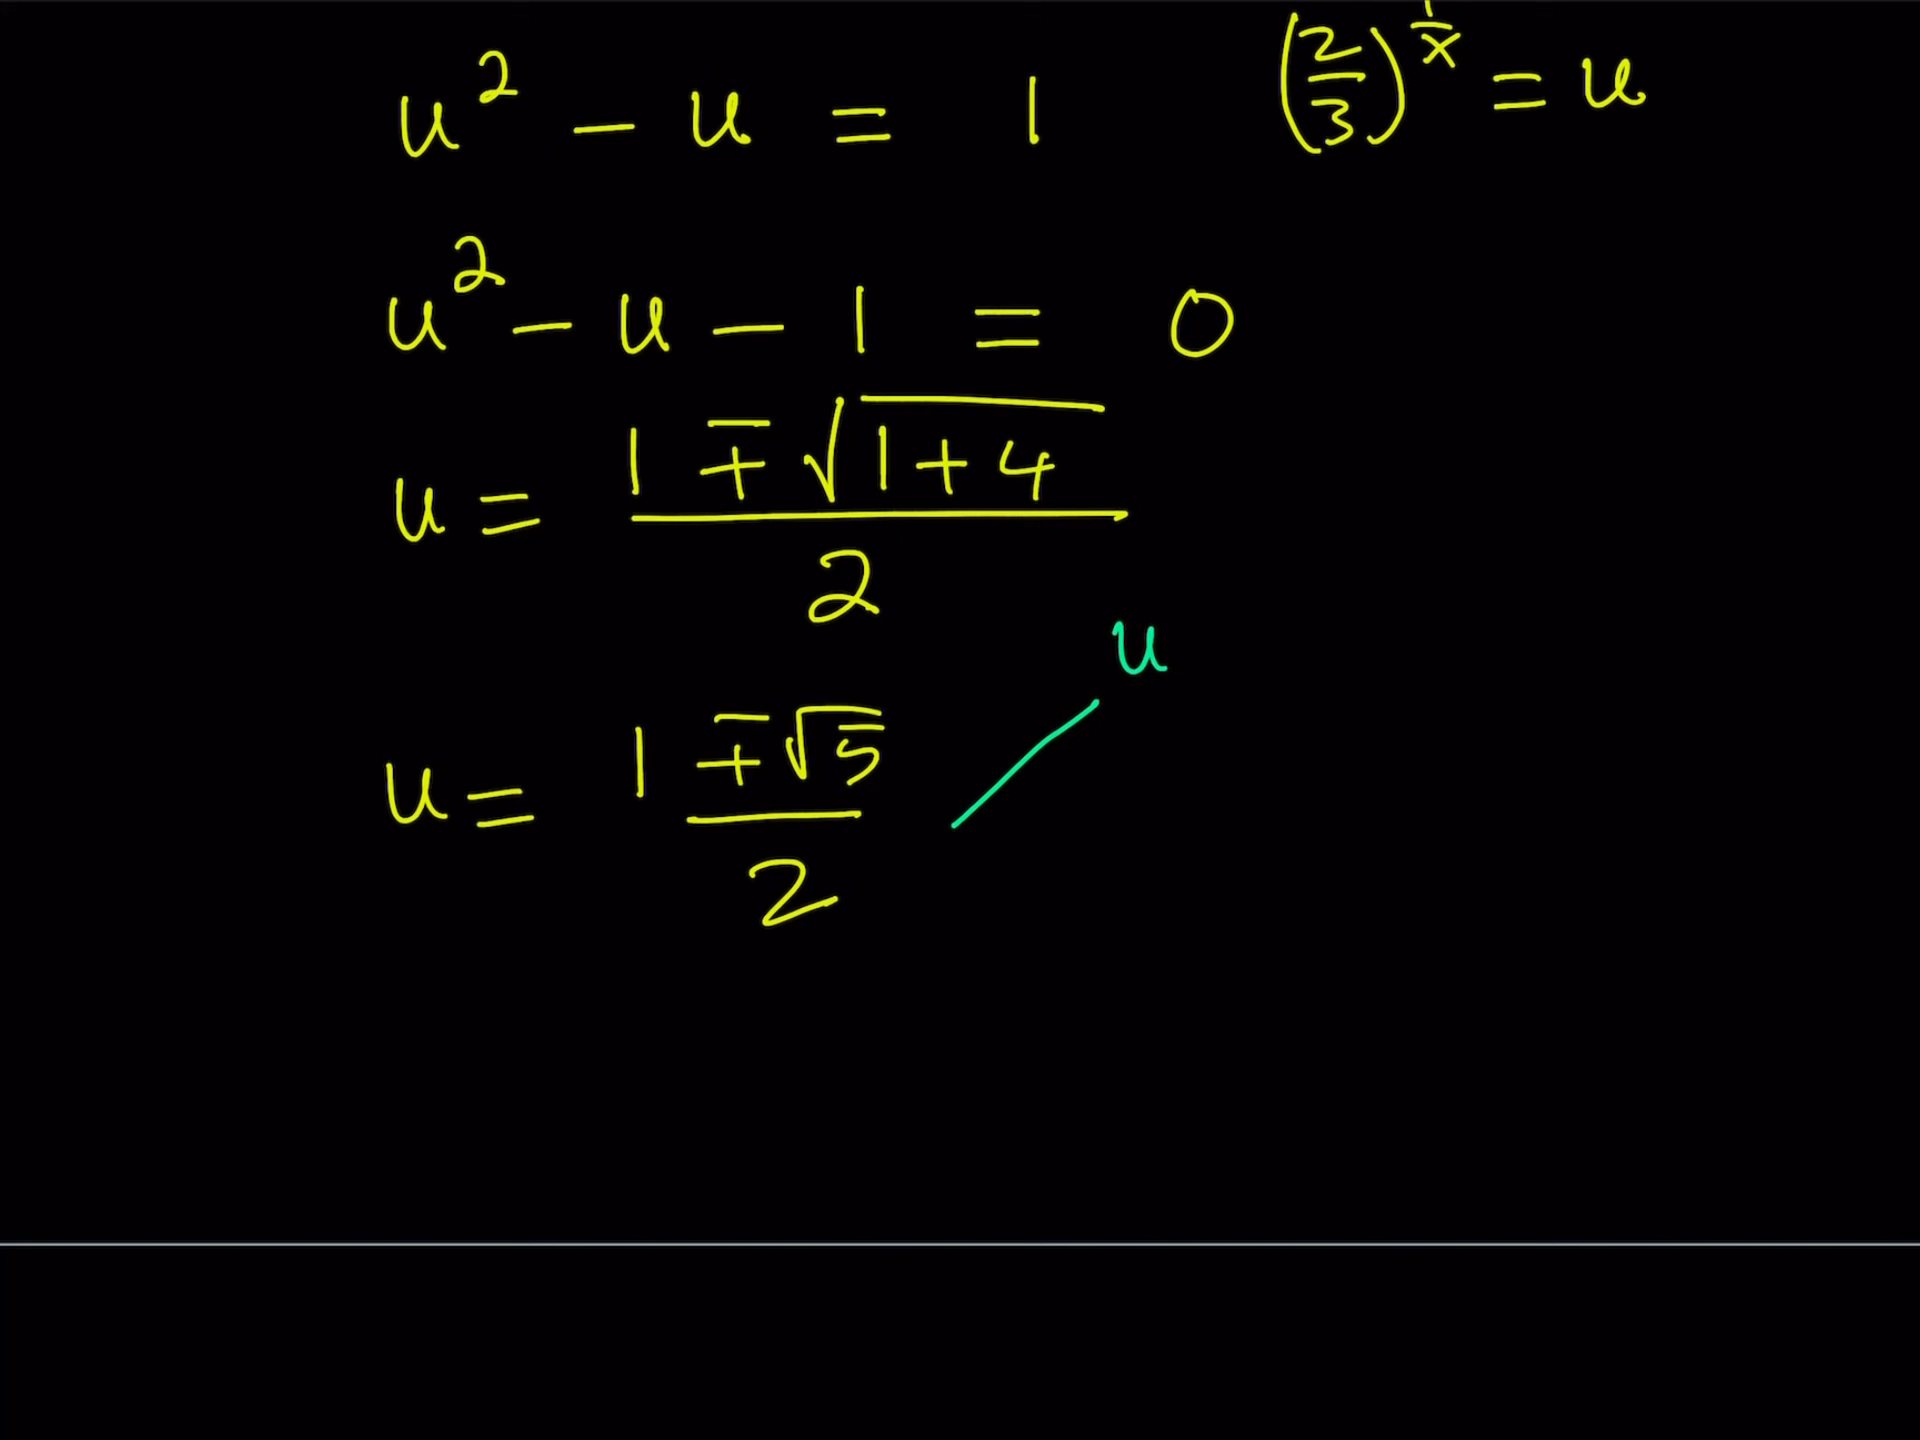 u² - u = 1 (2/3)^(1/x) = u
u² - u - 1 = 0
u = (1 ∓ √(1+4))/2
u
u = (1 ∓ √5)/2